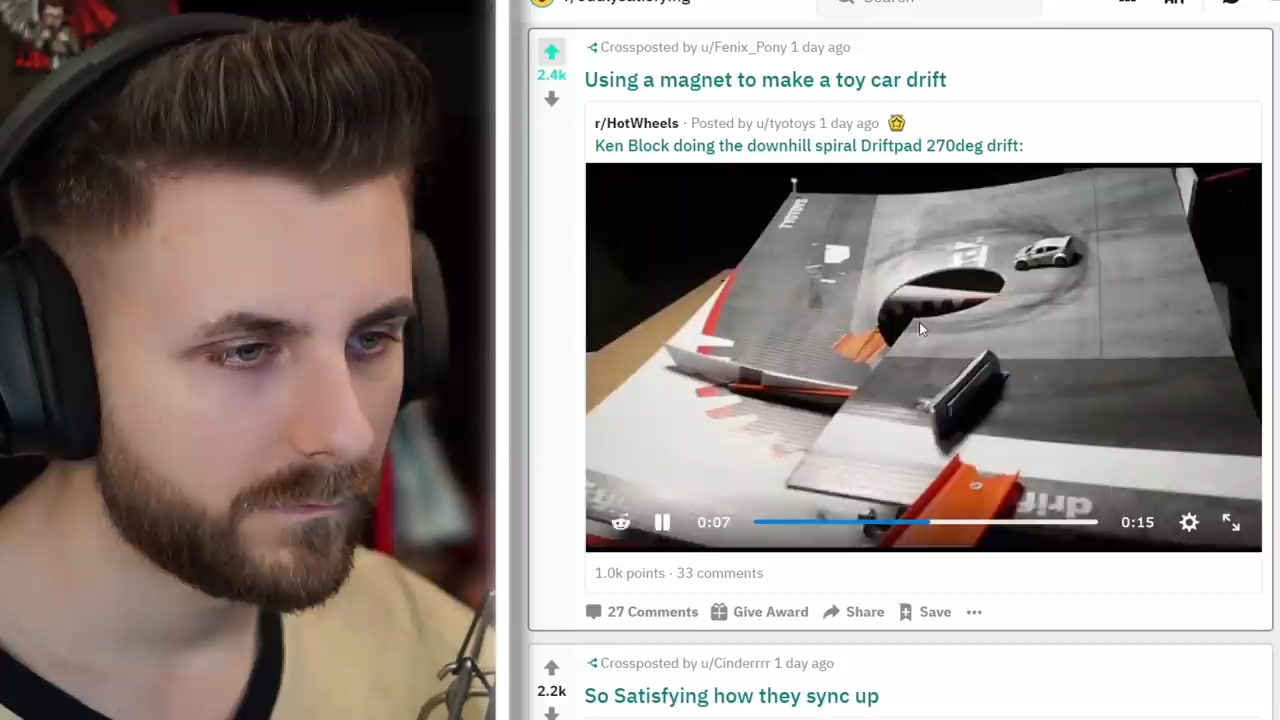 Crossposted by u/Fenix_Pony 1 day ago
2.4k
Using a magnet to make a toy car drift
r/HotWheels · Posted by u/tyotoys 1 day ago
Ken Block doing the downhill spiral Driftpad 270deg drift:
TYOTOYS
0:07
0:15
1.0k points · 33 comments
27 Comments
Give Award
Share
Save
Crossposted by u/Cinderrrr 1 day ago
2.2k
So Satisfying how they sync up